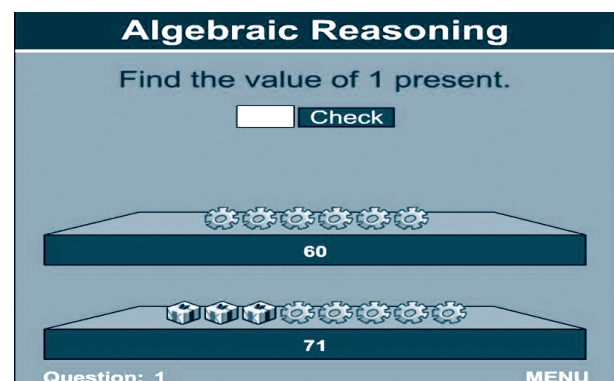 Algebraic Reasoning
Find the value of 1 present.
Check
60
71
Question: 1 MENU